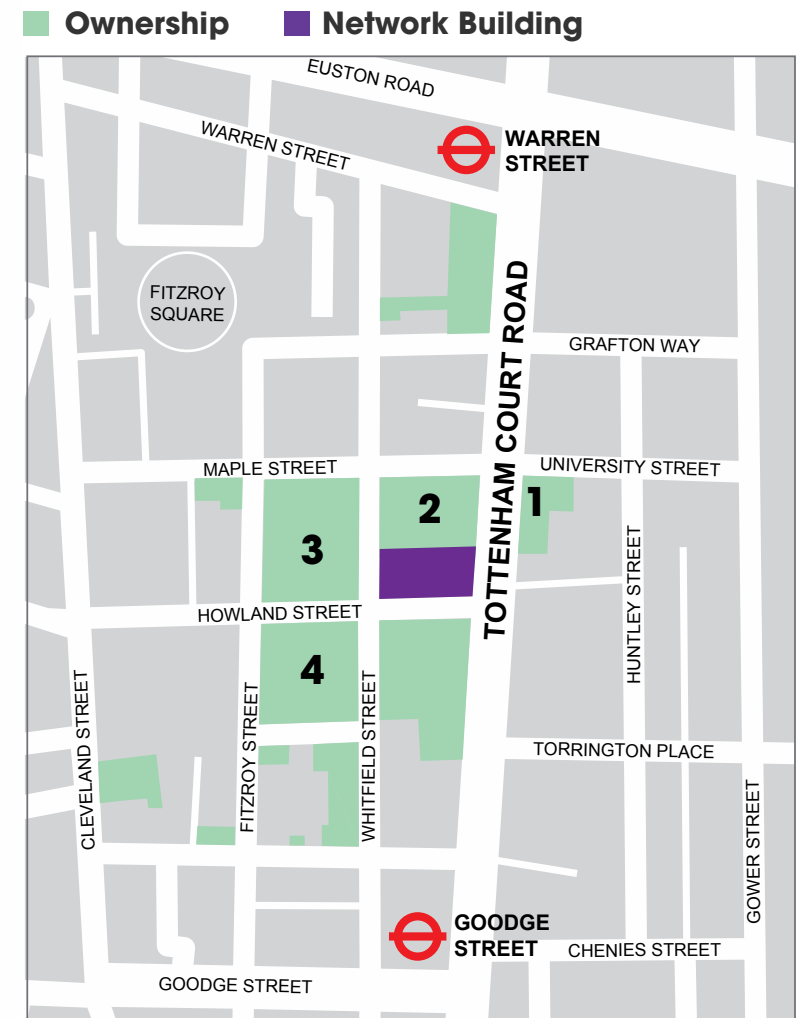 Ownership
Network Building
EUSTON ROAD
WARREN STREET
WARREN
STREET
FITZROY
SQUARE
TOTTENHAM COURT ROAD
GRAFTON WAY
MAPLE STREET
UNIVERSITY STREET
1
2
3
HOWLAND STREET
HUNTLEY STREET
4
CLEVELAND STREET
FITZROY STREET
WHITFIELD STREET
TORRINGTON PLACE
GOWER STREET
GOODGE
STREET
CHENIES STREET
GOODGE STREET